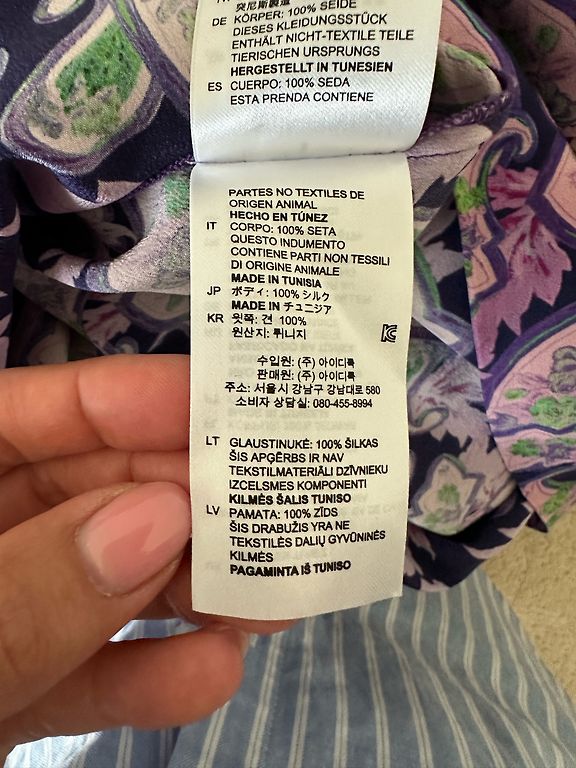 突尼斯製造
DE KÖRPER: 100% SEIDE
DIESES KLEIDUNGSSTÜCK
ENTHÄLT NICHT-TEXTILE TEILE
TIERISCHEN URSPRUNGS
HERGESTELLT IN TUNESIEN
ES CUERPO: 100% SEDA
ESTA PRENDA CONTIENE
PARTES NO TEXTILES DE
ORIGEN ANIMAL
HECHO EN TÚNEZ
IT CORPO: 100% SETA
QUESTO INDUMENTO
CONTIENE PARTI NON TESSILI
DI ORIGINE ANIMALE
MADE IN TUNISIA
JP ボディ: 100% シルク
MADE IN チュニジア
KR 윗쪽: 견 100%
원산지: 튀니지
수입원: (주) 아이디룩
판매원: (주) 아이디룩
주소: 서울시 강남구 강남대로 580
소비자 상담실: 080-455-8994
LT GLAUSTINUKĖ: 100% ŠILKAS
ŠIS APĢĒRBS IR NAV
TEKSTILMATERIĀLI DZĪVNIEKU
IZCELSMES KOMPONENTI
KILMĖS ŠALIS TUNISO
LV PAMATA: 100% ZĪDS
ŠIS DRABUŽIS YRA NE
TEKSTILĖS DALIŲ GYVŪNINĖS
KILMĖS
PAGAMINTA IŠ TUNISO